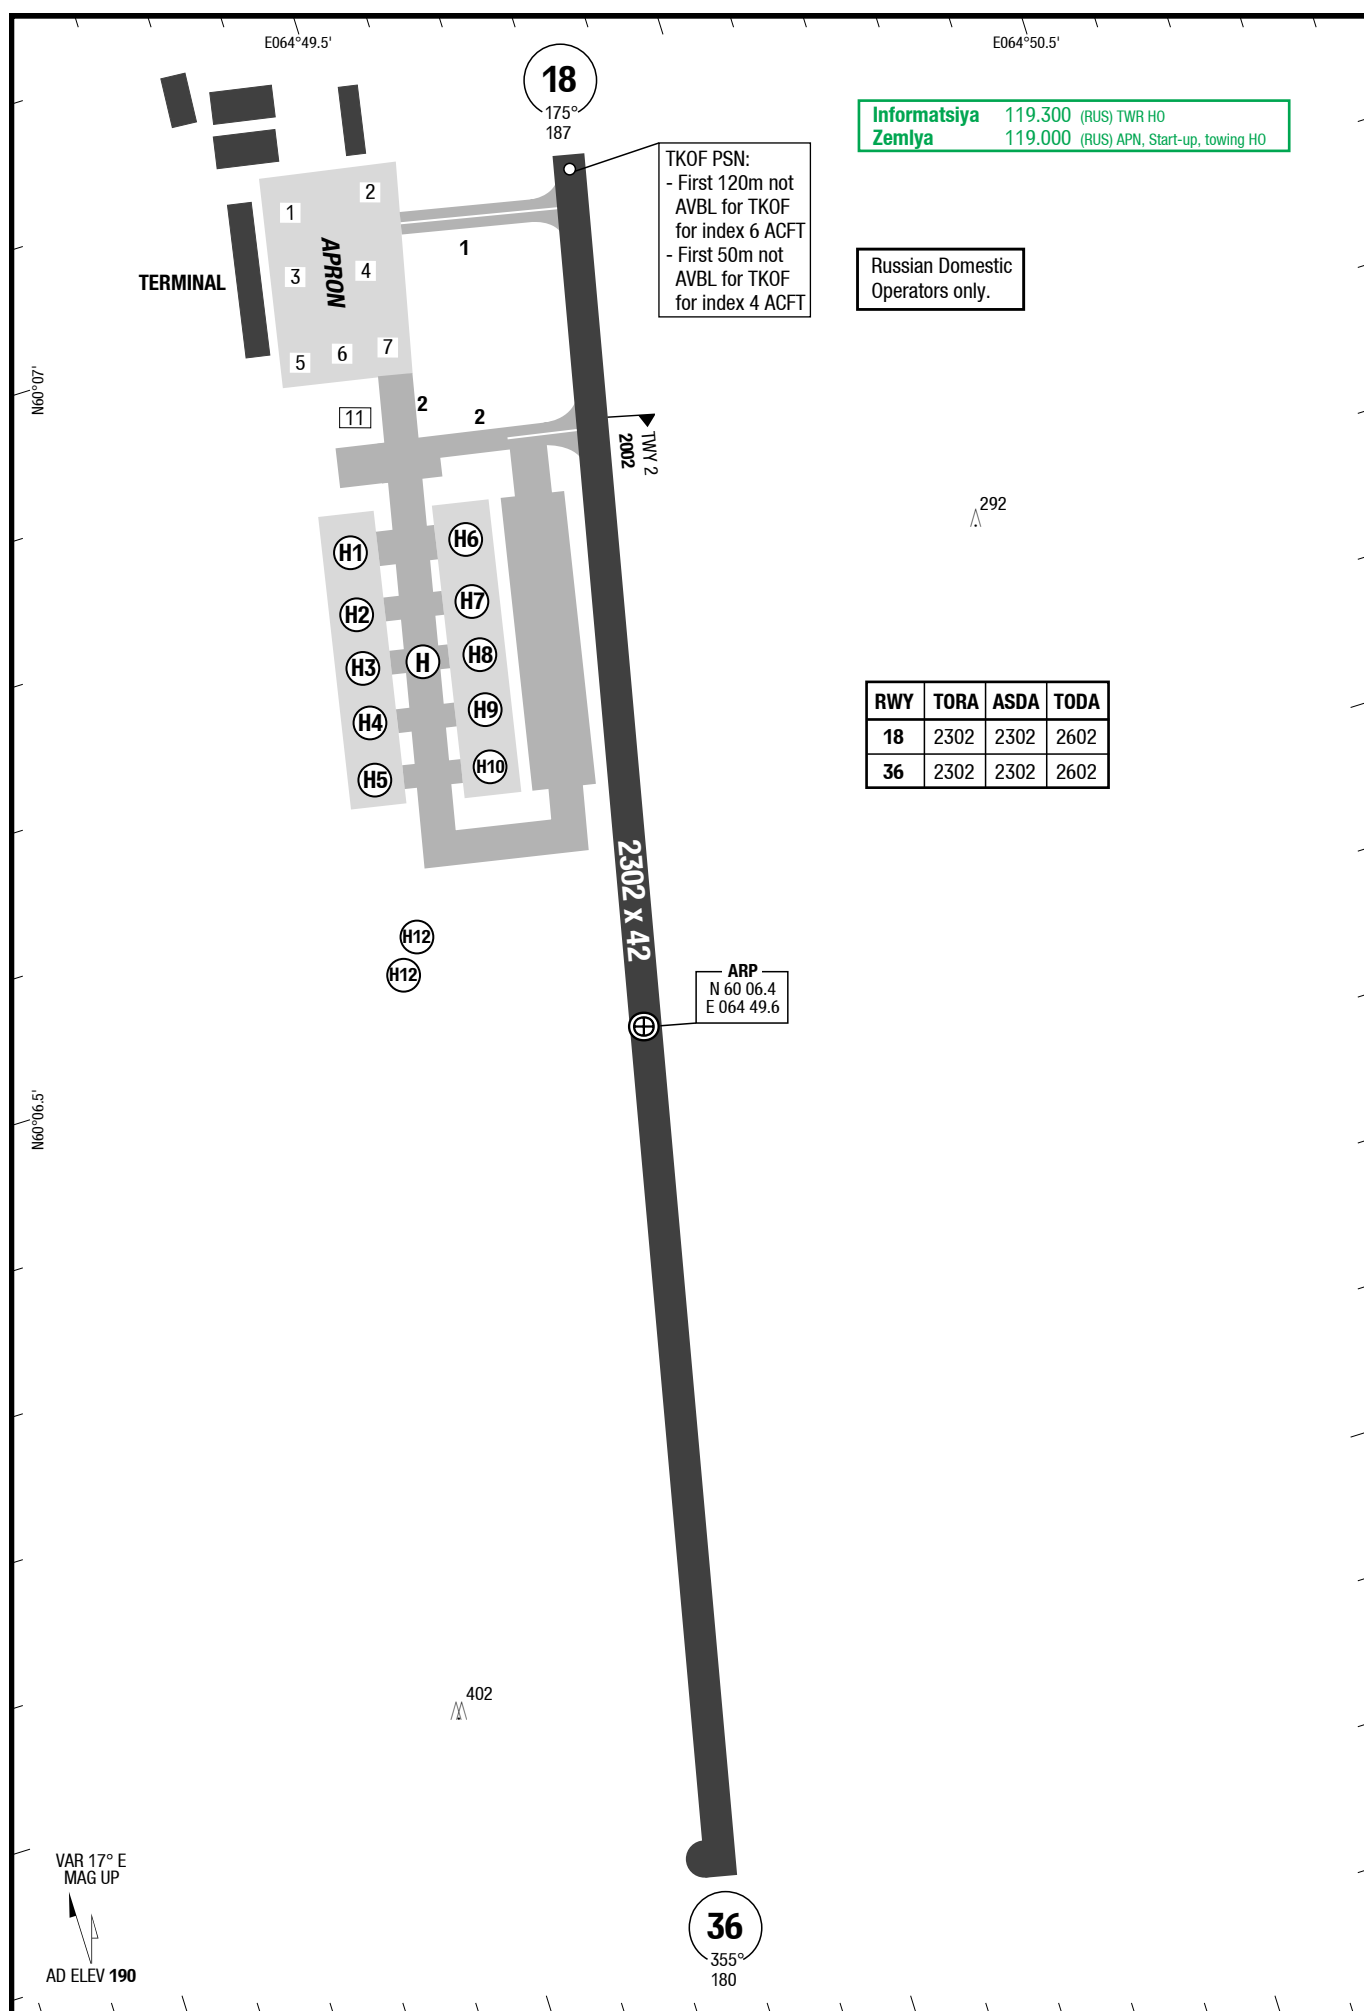 E064°49.5'
E064°50.5'
18
175°
187
Informatsiya 119.300 (RUS) TWR HO
Zemlya 119.000 (RUS) APN, Start-up, towing HO
TKOF PSN:
- First 120m not
AVBL for TKOF
for index 6 ACFT
- First 50m not
AVBL for TKOF
for index 4 ACFT
Russian Domestic
Operators only.
TERMINAL
APRON
1
2
3
4
5
6
7
1
N60°07'
11
2
2
TWY 2
2002
292
H1
H2
H3
H4
H5
H
H6
H7
H8
H9
H10
RWY TORA ASDA TODA
18 2302 2302 2602
36 2302 2302 2602
2302 x 42
H12
H12
ARP
N 60 06.4
E 064 49.6
N60°06.5'
402
VAR 17° E
MAG UP
AD ELEV 190
36
355°
180